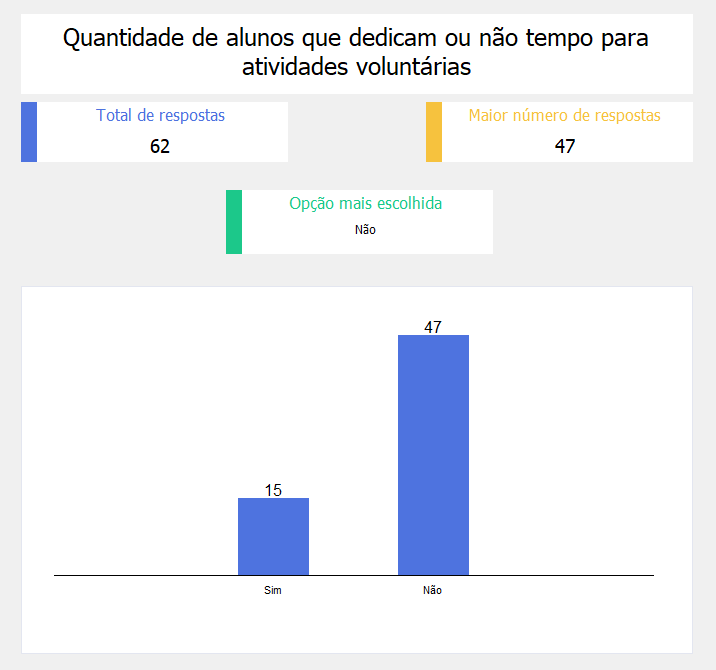 Quantidade de alunos que dedicam ou não tempo para
atividades voluntárias
Total de respostas
62
Maior número de respostas
47
Opção mais escolhida
Não
47
15
Sim
Não